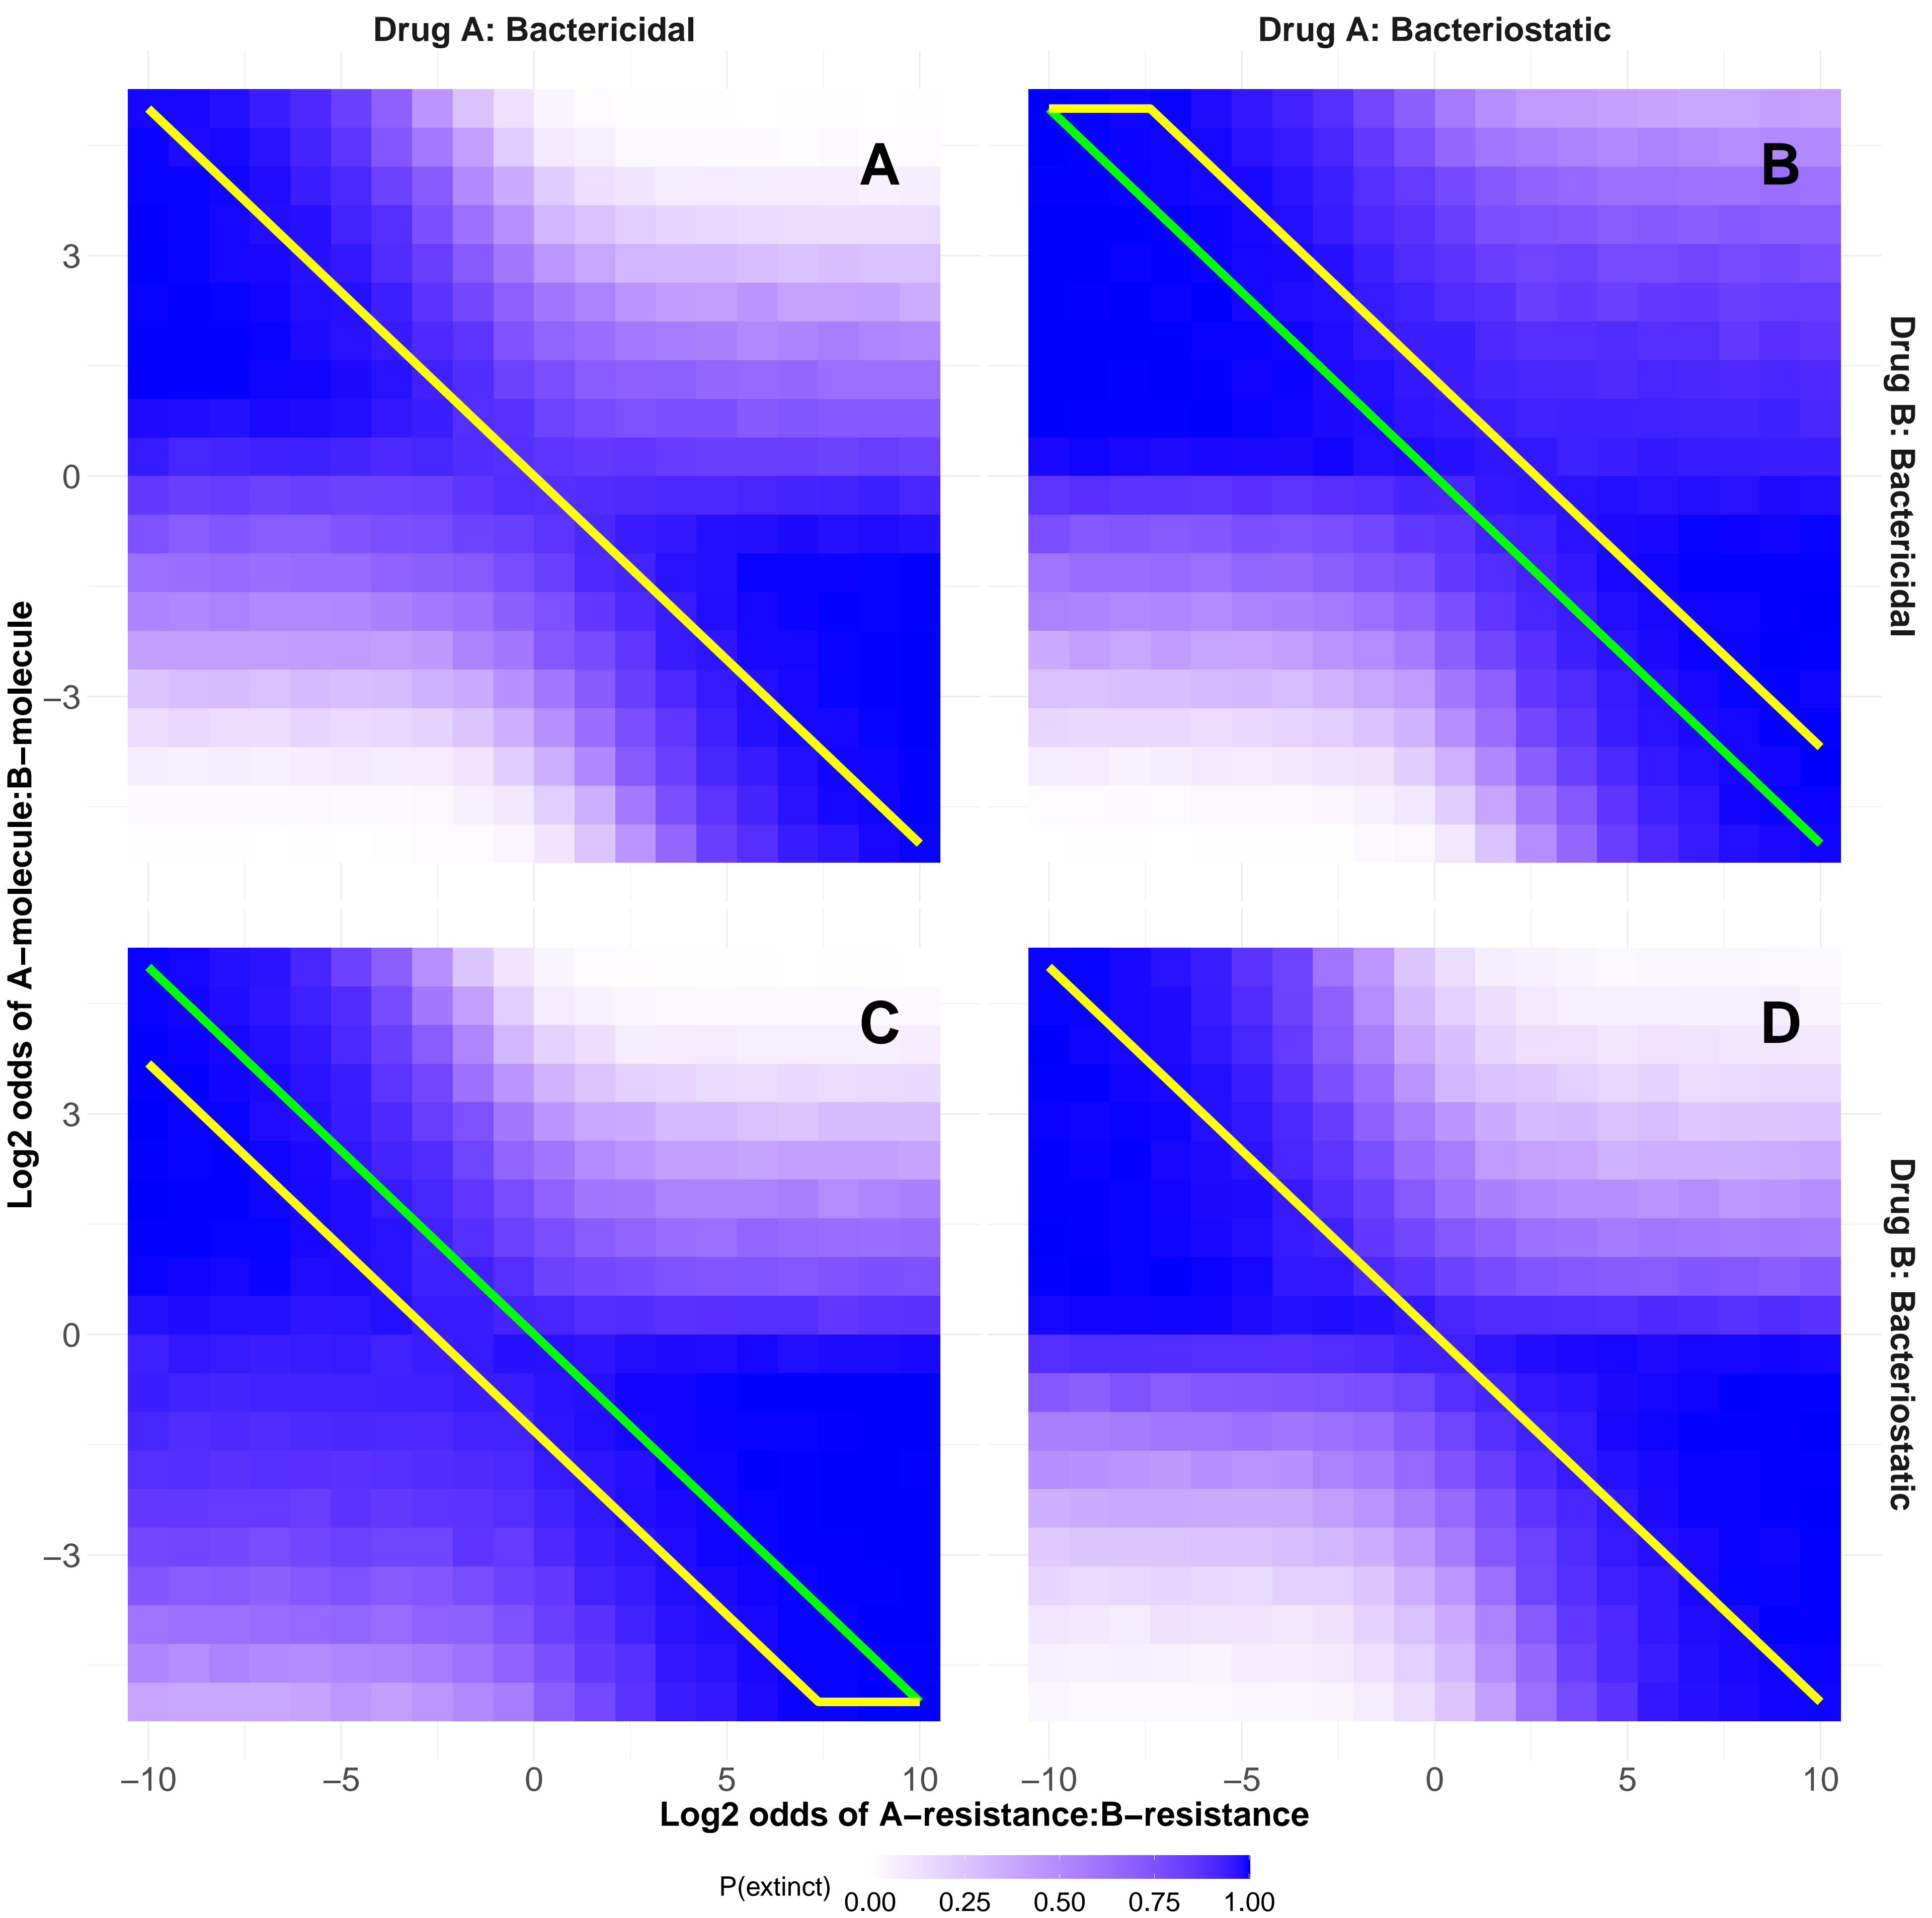 Drug A: Bactericidal
Drug A: Bacteriostatic
A
B
3
0
−3
Drug B: Bactericidal
Log2 odds of A−molecule:B−molecule
C
D
3
0
−3
Drug B: Bacteriostatic
−10 −5 0 5 10
−10 −5 0 5 10
Log2 odds of A−resistance:B−resistance
P(extinct)
0.00 0.25 0.50 0.75 1.00